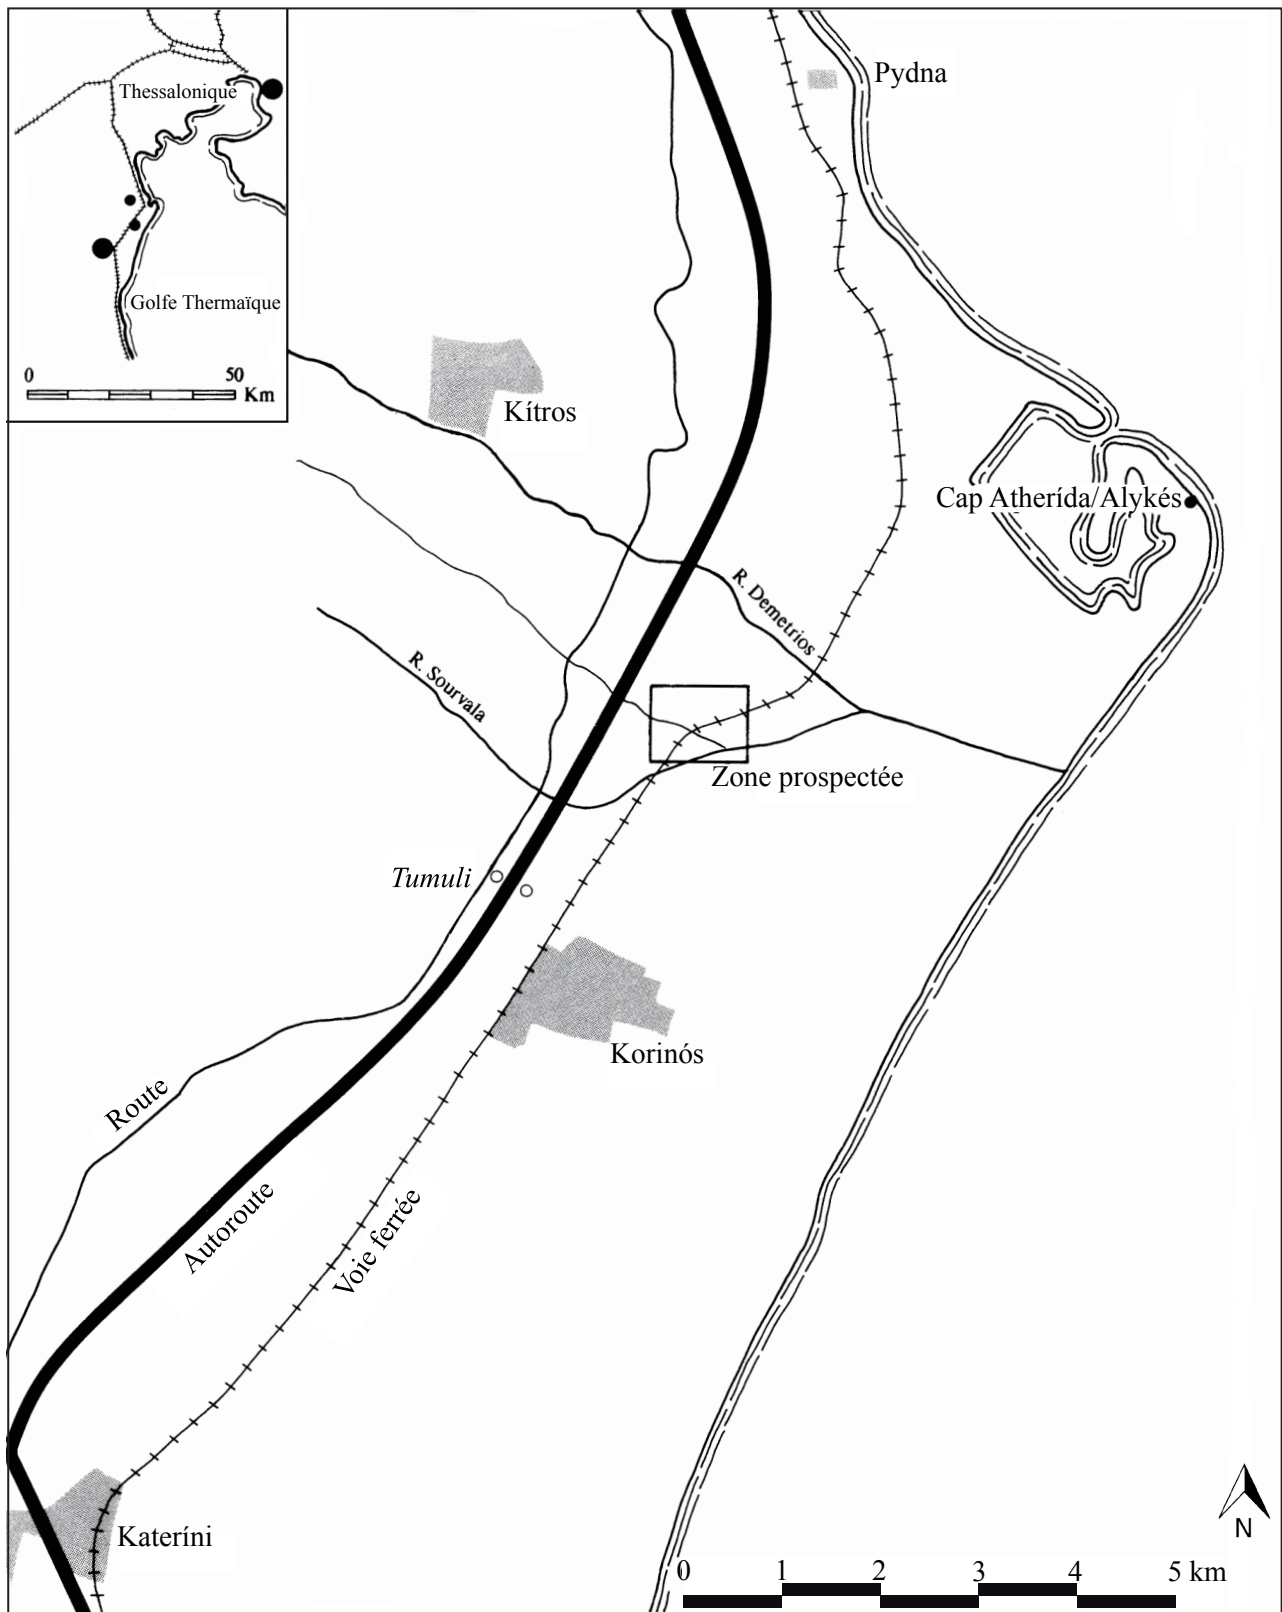 Thessalonique
Golfe Thermaïque
0 50
Km
Pydna
Kítros
Cap Atherída/Alykés
R. Demetrios
R. Sourvala
Zone prospectée
Tumuli
Korinós
Route
Autoroute
Voie ferrée
Kateríni
N
0 1 2 3 4 5 km